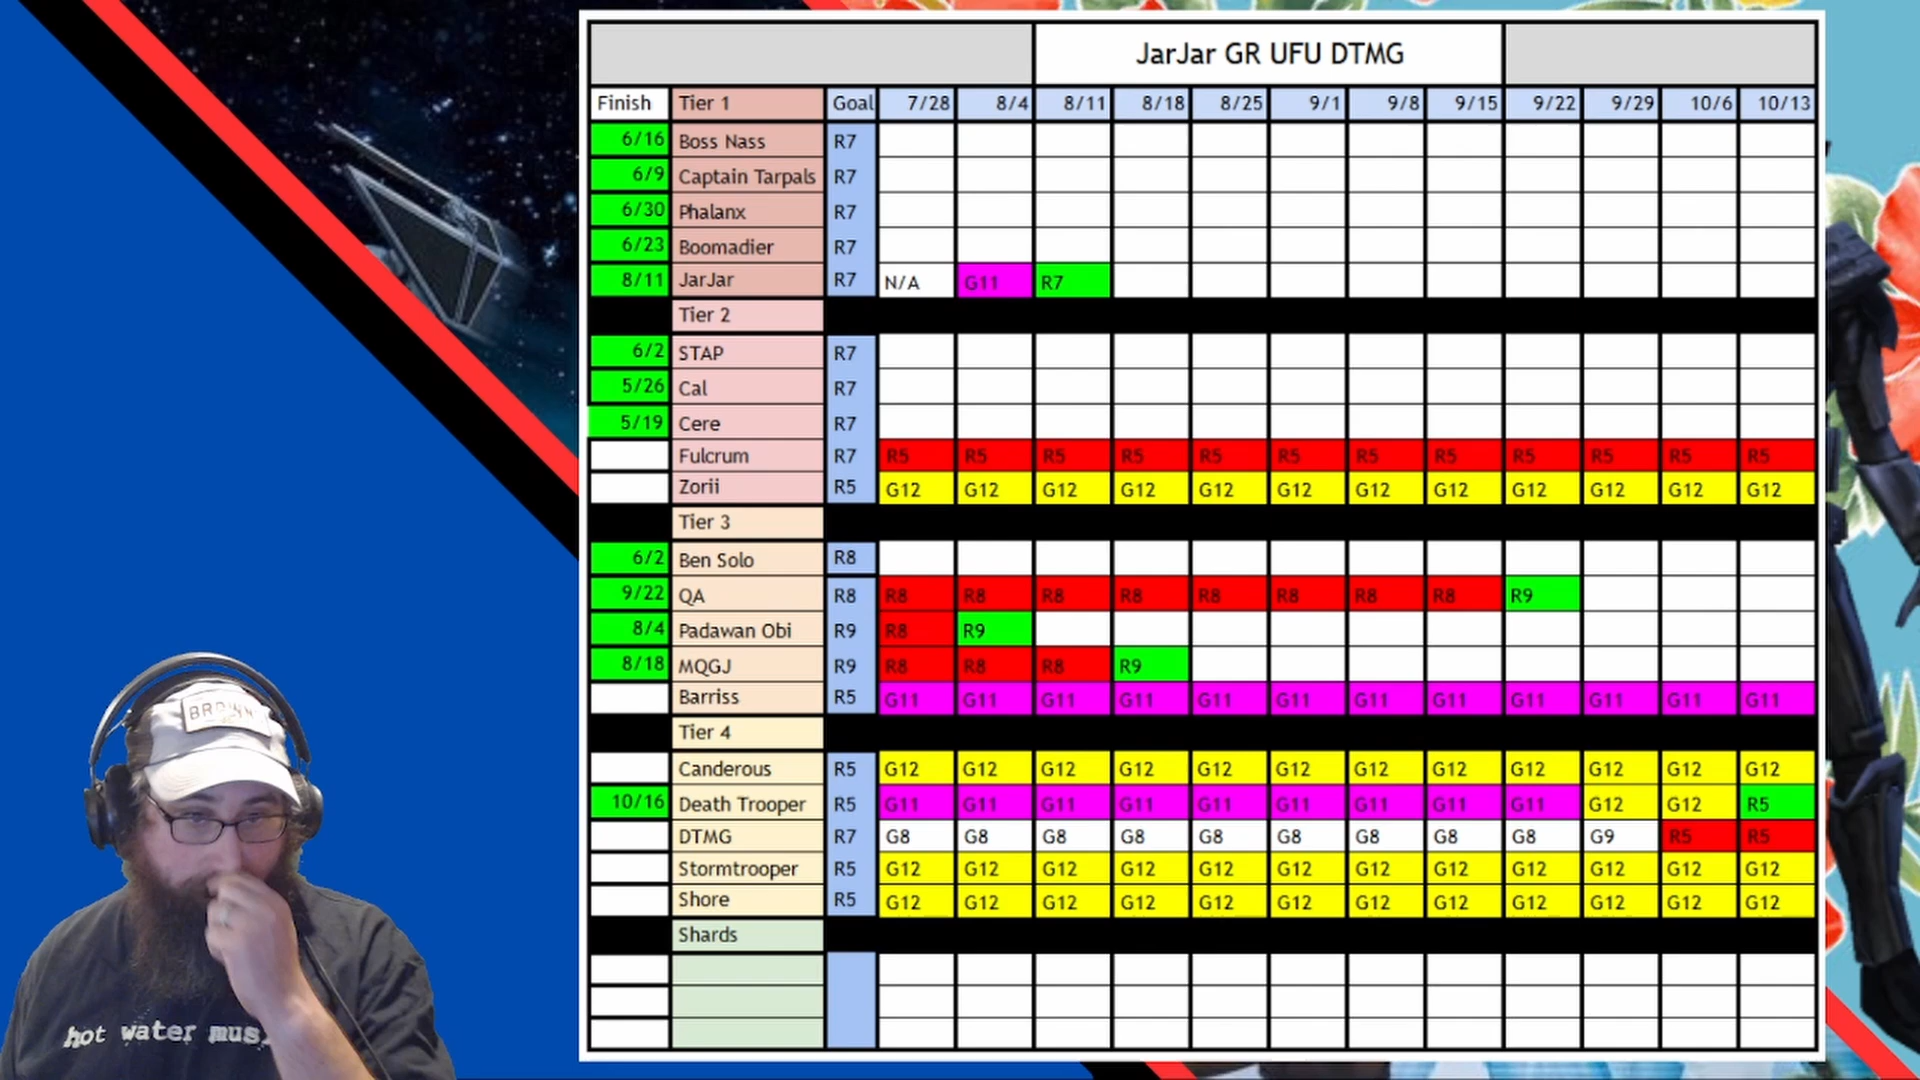 JarJar GR UFU DTMG
Finish Tier 1 Goal 7/28 8/4 8/11 8/18 8/25 9/1 9/8 9/15 9/22 9/29 10/6 10/13
6/16 Boss Nass R7
6/9 Captain Tarpals R7
6/30 Phalanx R7
6/23 Boomadier R7
8/11 JarJar R7 N/A G11 R7
Tier 2
6/2 STAP R7
5/26 Cal R7
5/19 Cere R7
Fulcrum R7 R5 R5 R5 R5 R5 R5 R5 R5 R5 R5 R5 R5
Zorii R5 G12 G12 G12 G12 G12 G12 G12 G12 G12 G12 G12 G12
Tier 3
6/2 Ben Solo R8
9/22 QA R8 R8 R8 R8 R8 R8 R8 R8 R8 R9
8/4 Padawan Obi R9 R8 R9
8/18 MQGJ R9 R8 R8 R8 R9
Barriss R5 G11 G11 G11 G11 G11 G11 G11 G11 G11 G11 G11 G11
Tier 4
Canderous R5 G12 G12 G12 G12 G12 G12 G12 G12 G12 G12 G12 G12
10/16 Death Trooper R5 G11 G11 G11 G11 G11 G11 G11 G11 G11 G12 G12 R5
DTMG R7 G8 G8 G8 G8 G8 G8 G8 G8 G8 G9 R5 R5
Stormtrooper R5 G12 G12 G12 G12 G12 G12 G12 G12 G12 G12 G12 G12
Shore R5 G12 G12 G12 G12 G12 G12 G12 G12 G12 G12 G12 G12
Shards
hot water